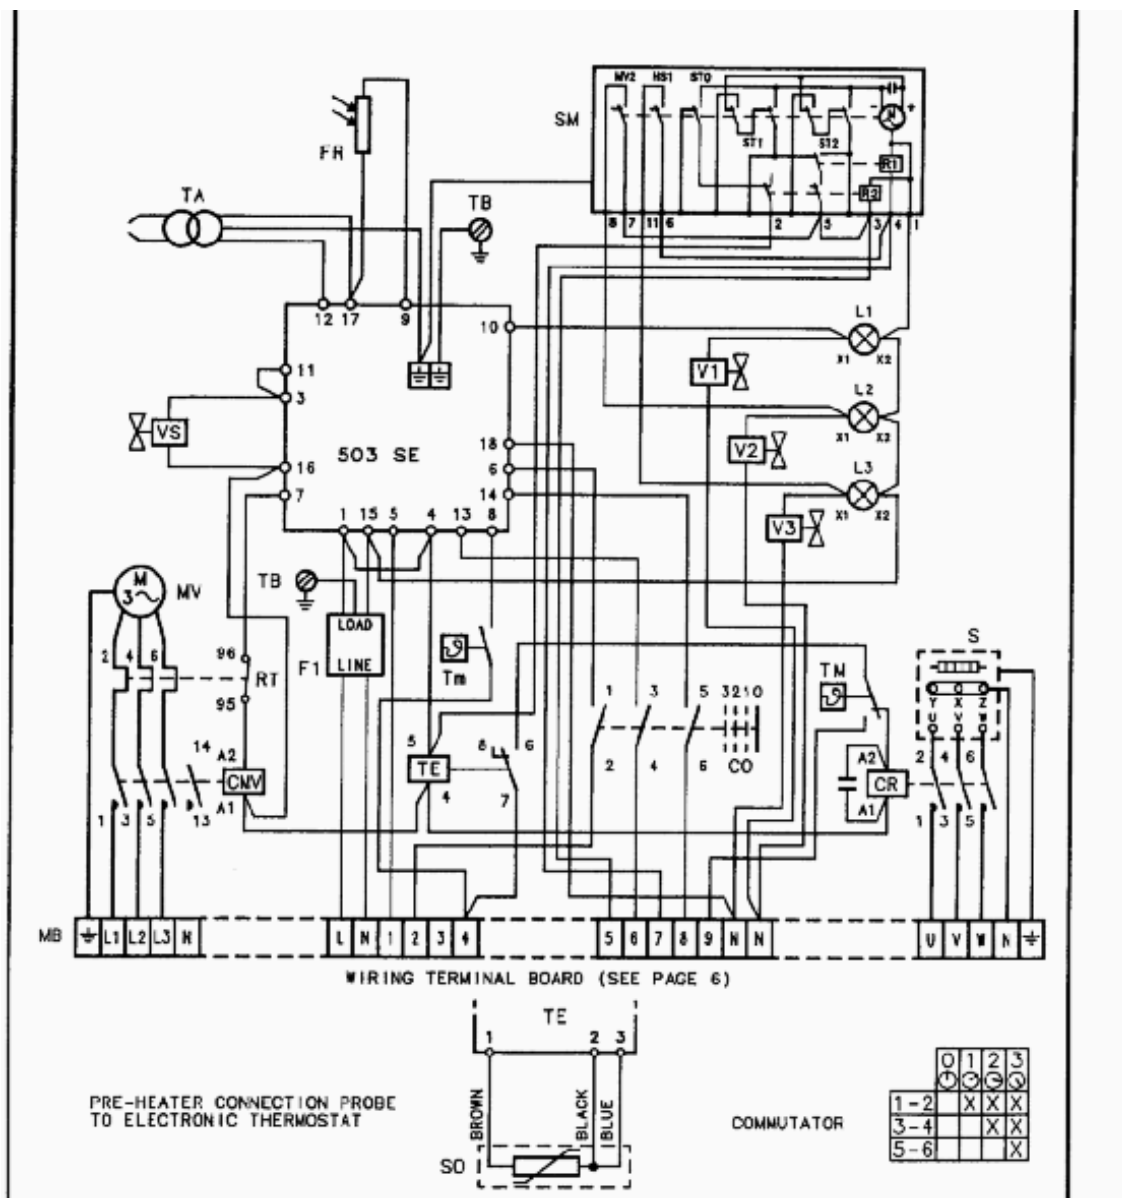 MV2 HS1 ST0
SM
- M +
ST1 ST2
R1
R2
8 7 11 6 2 5 3 4 1
FR
TA
TB
12 17 9
10
11
3
VS
16
7
503 SE
18
6
14
1 15 5 4 13 8
L1
X1 X2
V1
L2
X1 X2
V2
L3
X1 X2
V3
M
3
MV
TB
LOAD
LINE
F1
Tm
2 4 6
96
RT
95
14 A2
CMV
A1
1 3 5 13
5
TE
4
8 6
7
1 3 5 3 2 1 0
2 4 6 CO
TM
A2
CR
A1
S
Y X Z
U V W
2 4 6
1 3 5
MB L1 L2 L3 N L N 1 2 3 4 5 6 7 8 9 N N U V W N
WIRING TERMINAL BOARD (SEE PAGE 6)
TE
1 2 3
BROWN BLACK BLUE
SO
PRE-HEATER CONNECTION PROBE
TO ELECTRONIC THERMOSTAT
COMMUTATOR
0 1 2 3
1-2 X X X
3-4 X X
5-6 X